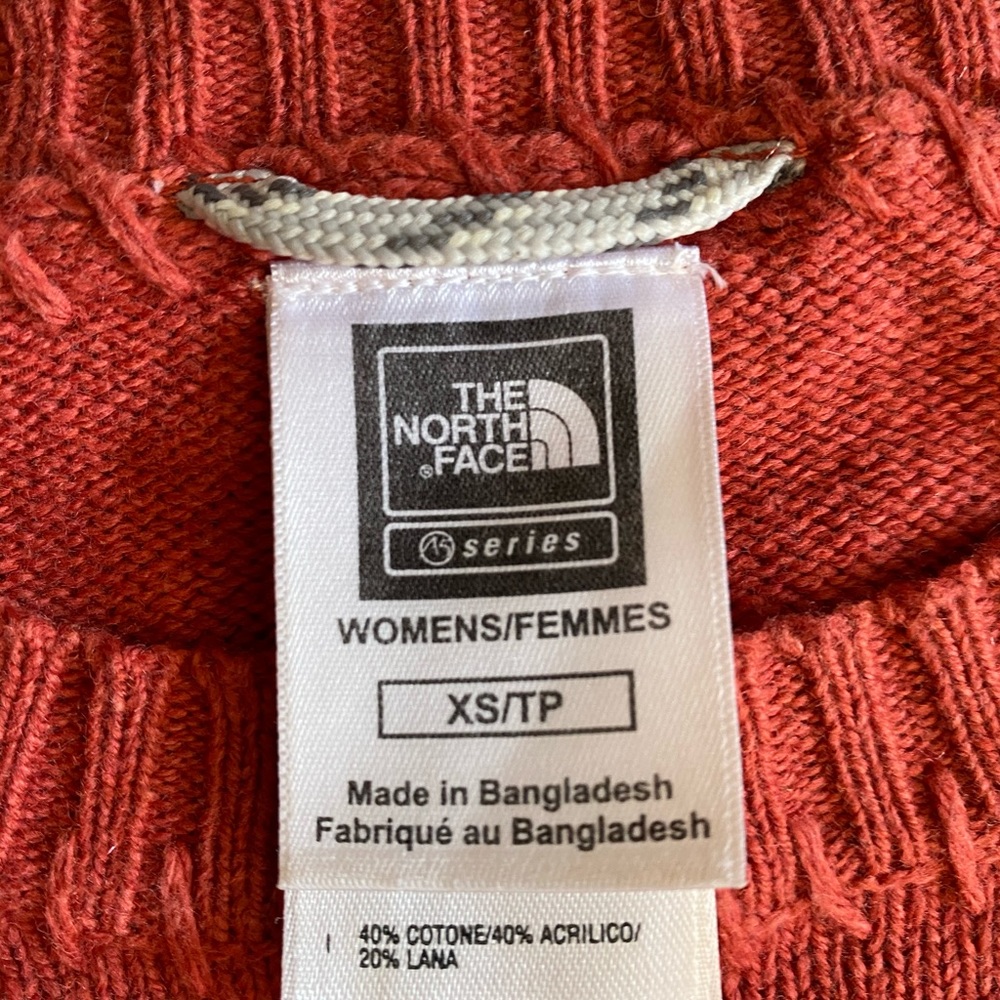 THE
NORTH
®FACE
A5 series
WOMENS/FEMMES
XS/TP
Made in Bangladesh
Fabriqué au Bangladesh
I 40% COTONE/40% ACRILICO/
20% LANA